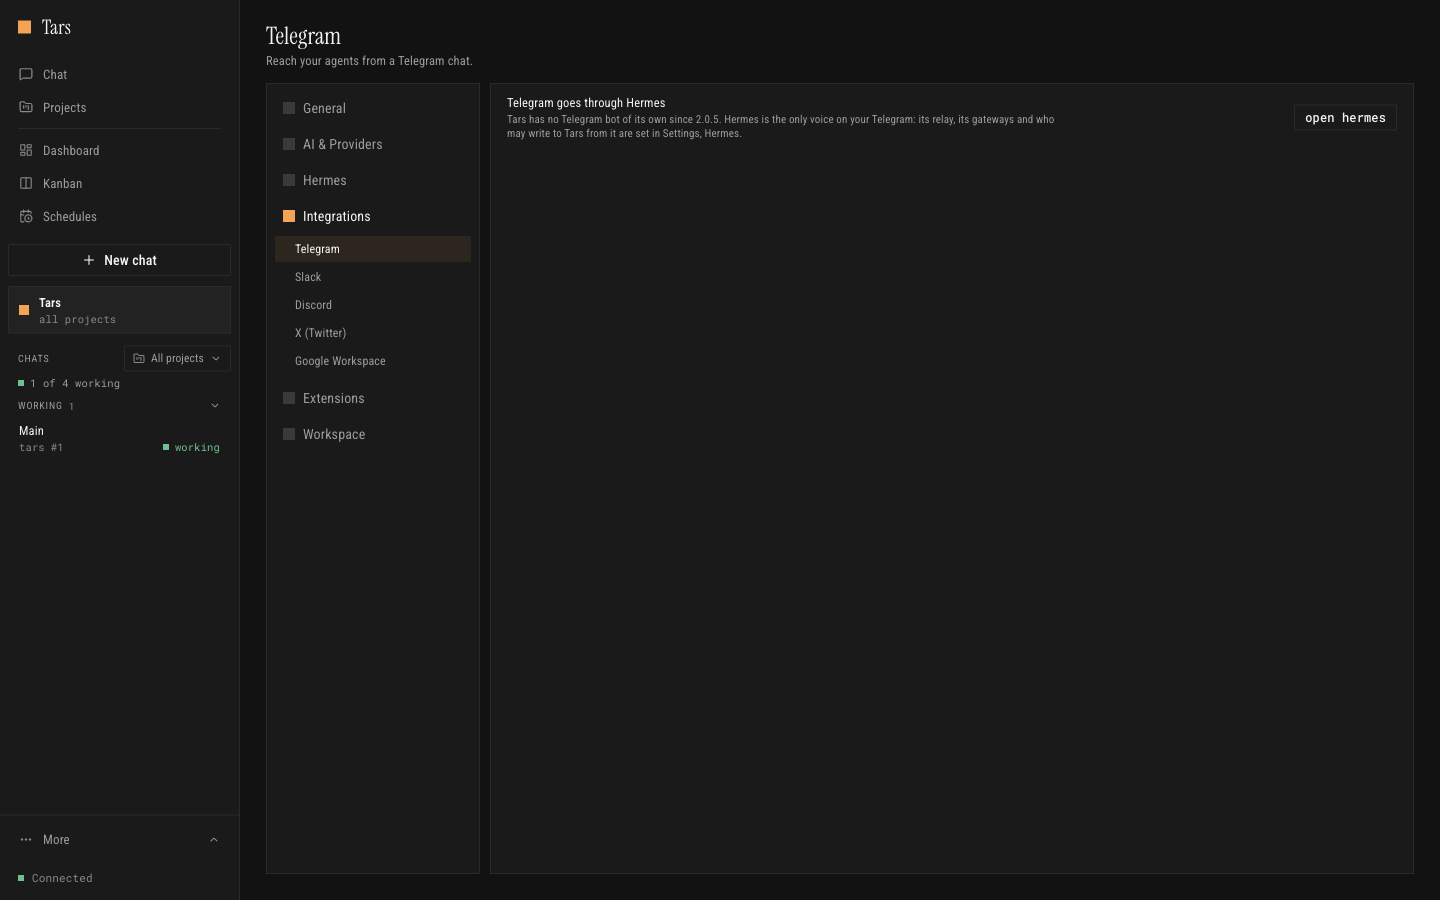 Tars
Chat
Projects
Dashboard
Kanban
Schedules
New chat
Tars
all projects
CHATS
All projects
1 of 4 working
WORKING 1
Main
tars #1
working
More
Connected
Telegram
Reach your agents from a Telegram chat.
General
AI & Providers
Hermes
Integrations
Telegram
Slack
Discord
X (Twitter)
Google Workspace
Extensions
Workspace
Telegram goes through Hermes
Tars has no Telegram bot of its own since 2.0.5. Hermes is the only voice on your Telegram: its relay, its gateways and who
may write to Tars from it are set in Settings, Hermes.
open hermes